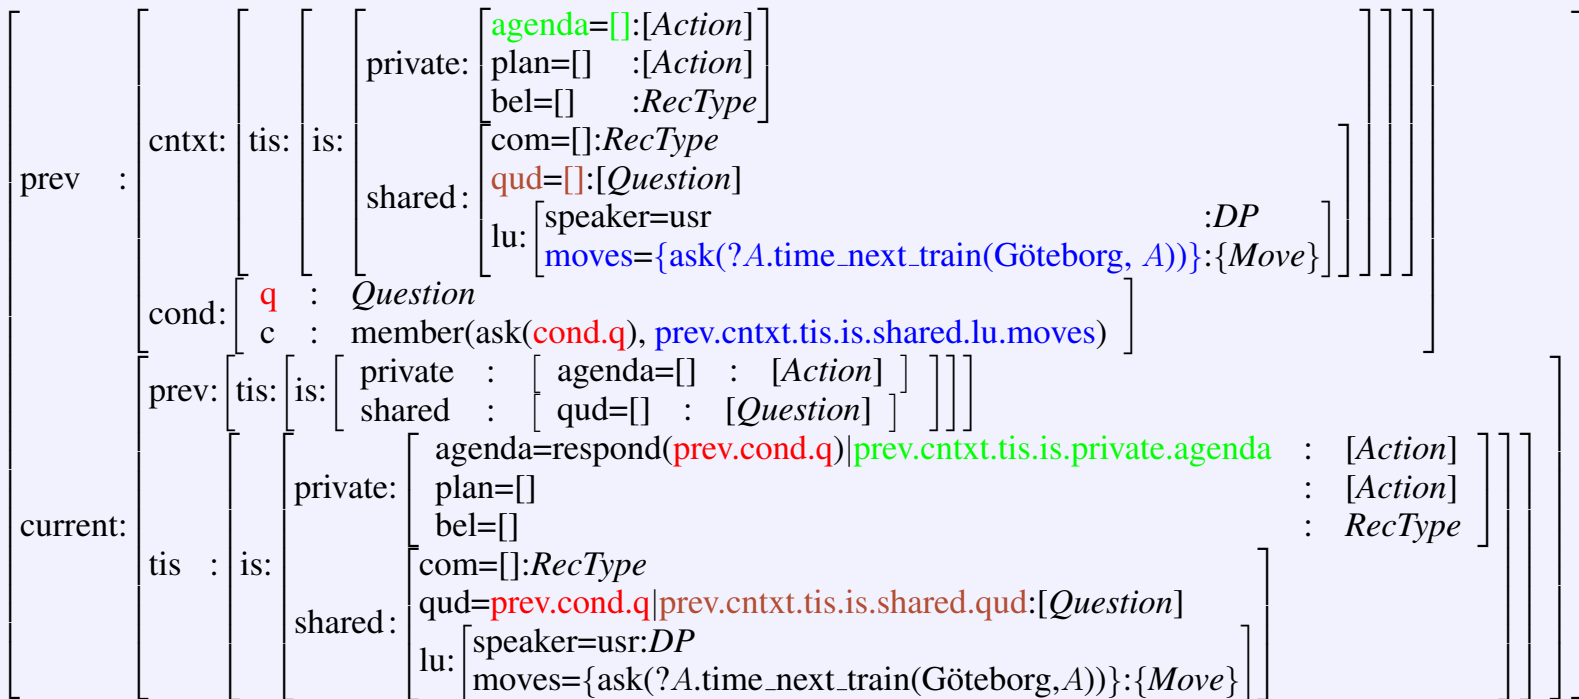 agenda=[]:[Action]
private: plan=[] :[Action]
bel=[] :RecType
cntxt: tis: is: com=[]:RecType
prev : qud=[]:[Question]
shared: speaker=usr :DP
lu: moves={ask(?A.time_next_train(Göteborg, A))}:{Move}
cond: q : Question
c : member(ask(cond.q), prev.cntxt.tis.is.shared.lu.moves)
prev: tis: is: private : [ agenda=[] : [Action] ]
shared : [ qud=[] : [Question] ]
agenda=respond(prev.cond.q)|prev.cntxt.tis.is.private.agenda : [Action]
private: plan=[] : [Action]
current: bel=[] : RecType
tis : is: com=[]:RecType
qud=prev.cond.q|prev.cntxt.tis.is.shared.qud:[Question]
shared: speaker=usr:DP
lu: moves={ask(?A.time_next_train(Göteborg,A))}:{Move}